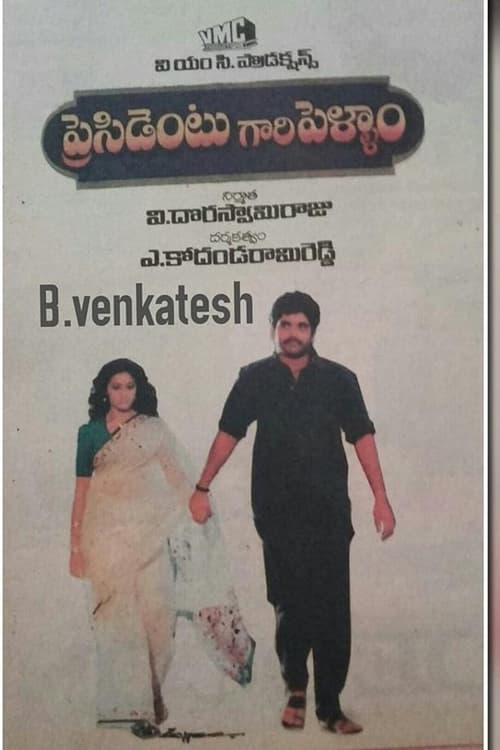 VMC
వి యం సి. ప్రొడక్షన్స్
ప్రెసిడెంటు గారి పెళ్ళాం
నిర్మాత
వి.దొరస్వామిరాజు
దర్శకత్వం
ఎ.కోదండరామిరెడ్డి
B.venkatesh